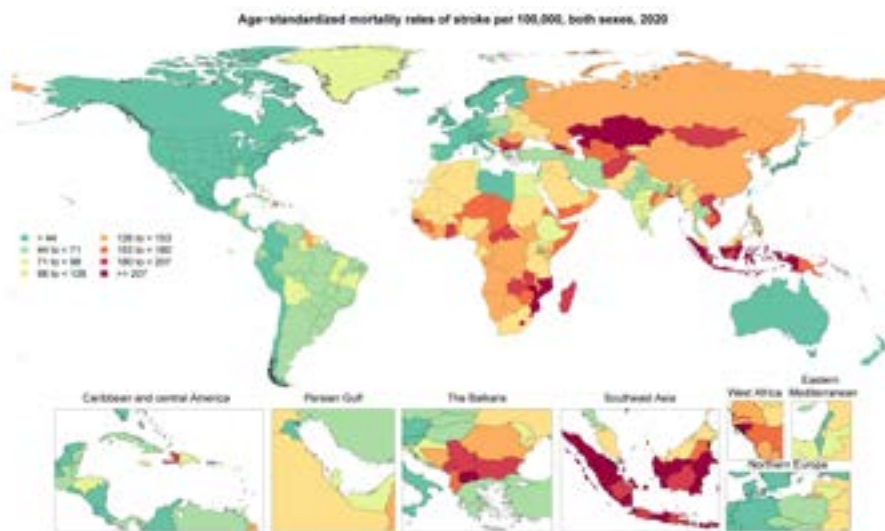 Age-standardized mortality rates of stroke per 100,000, both sexes, 2020
< 44
44 to < 71
71 to < 98
98 to < 126
126 to < 153
153 to < 180
180 to < 207
>= 207
Caribbean and central America
Persian Gulf
The Balkans
Southeast Asia
West Africa
Eastern
Mediterranean
Northern Europe